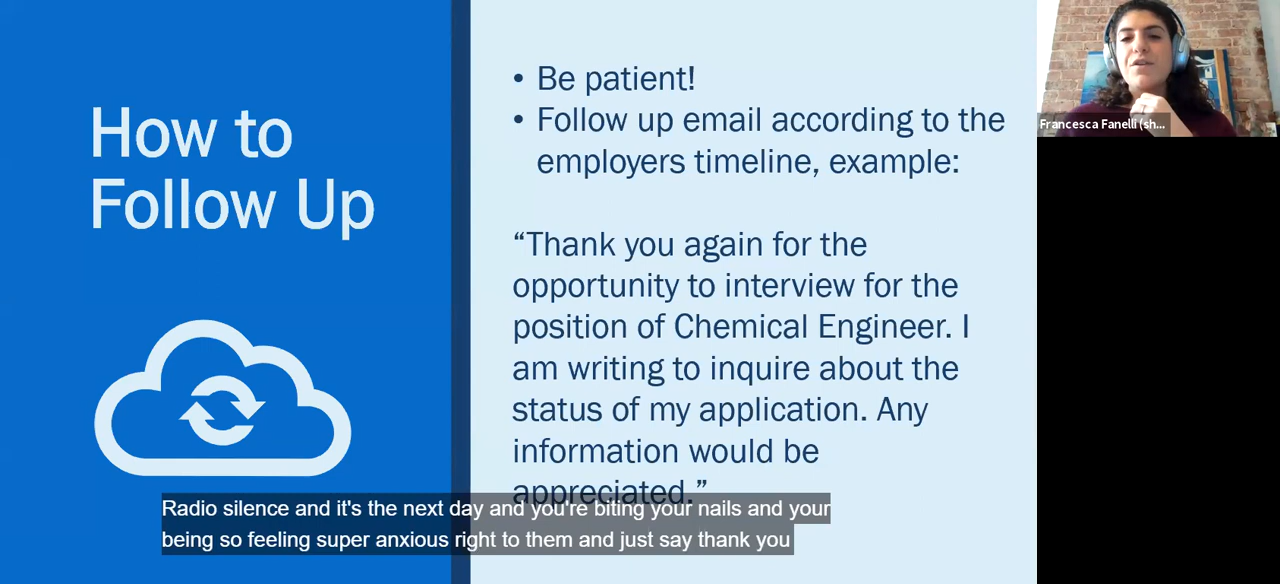 How to
Follow Up
• Be patient!
• Follow up email according to the
employers timeline, example:
“Thank you again for the
opportunity to interview for the
position of Chemical Engineer. I
am writing to inquire about the
status of my application. Any
information would be
appreciated.”
Francesca Fanelli (sh...
Radio silence and it's the next day and you're biting your nails and your
being so feeling super anxious right to them and just say thank you